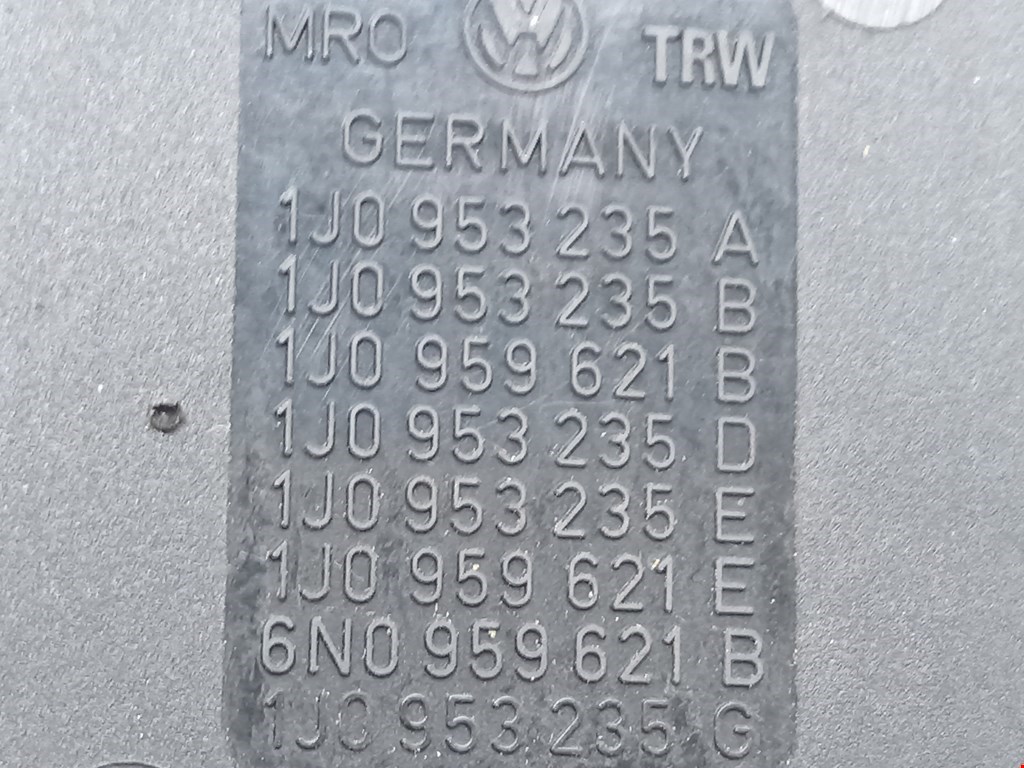 MRO VW TRW
GERMANY
1J0 953 235 A
1J0 953 235 B
1J0 959 621 B
1J0 953 235 D
1J0 953 235 E
1J0 959 621 E
6N0 959 621 B
1J0 953 235 G